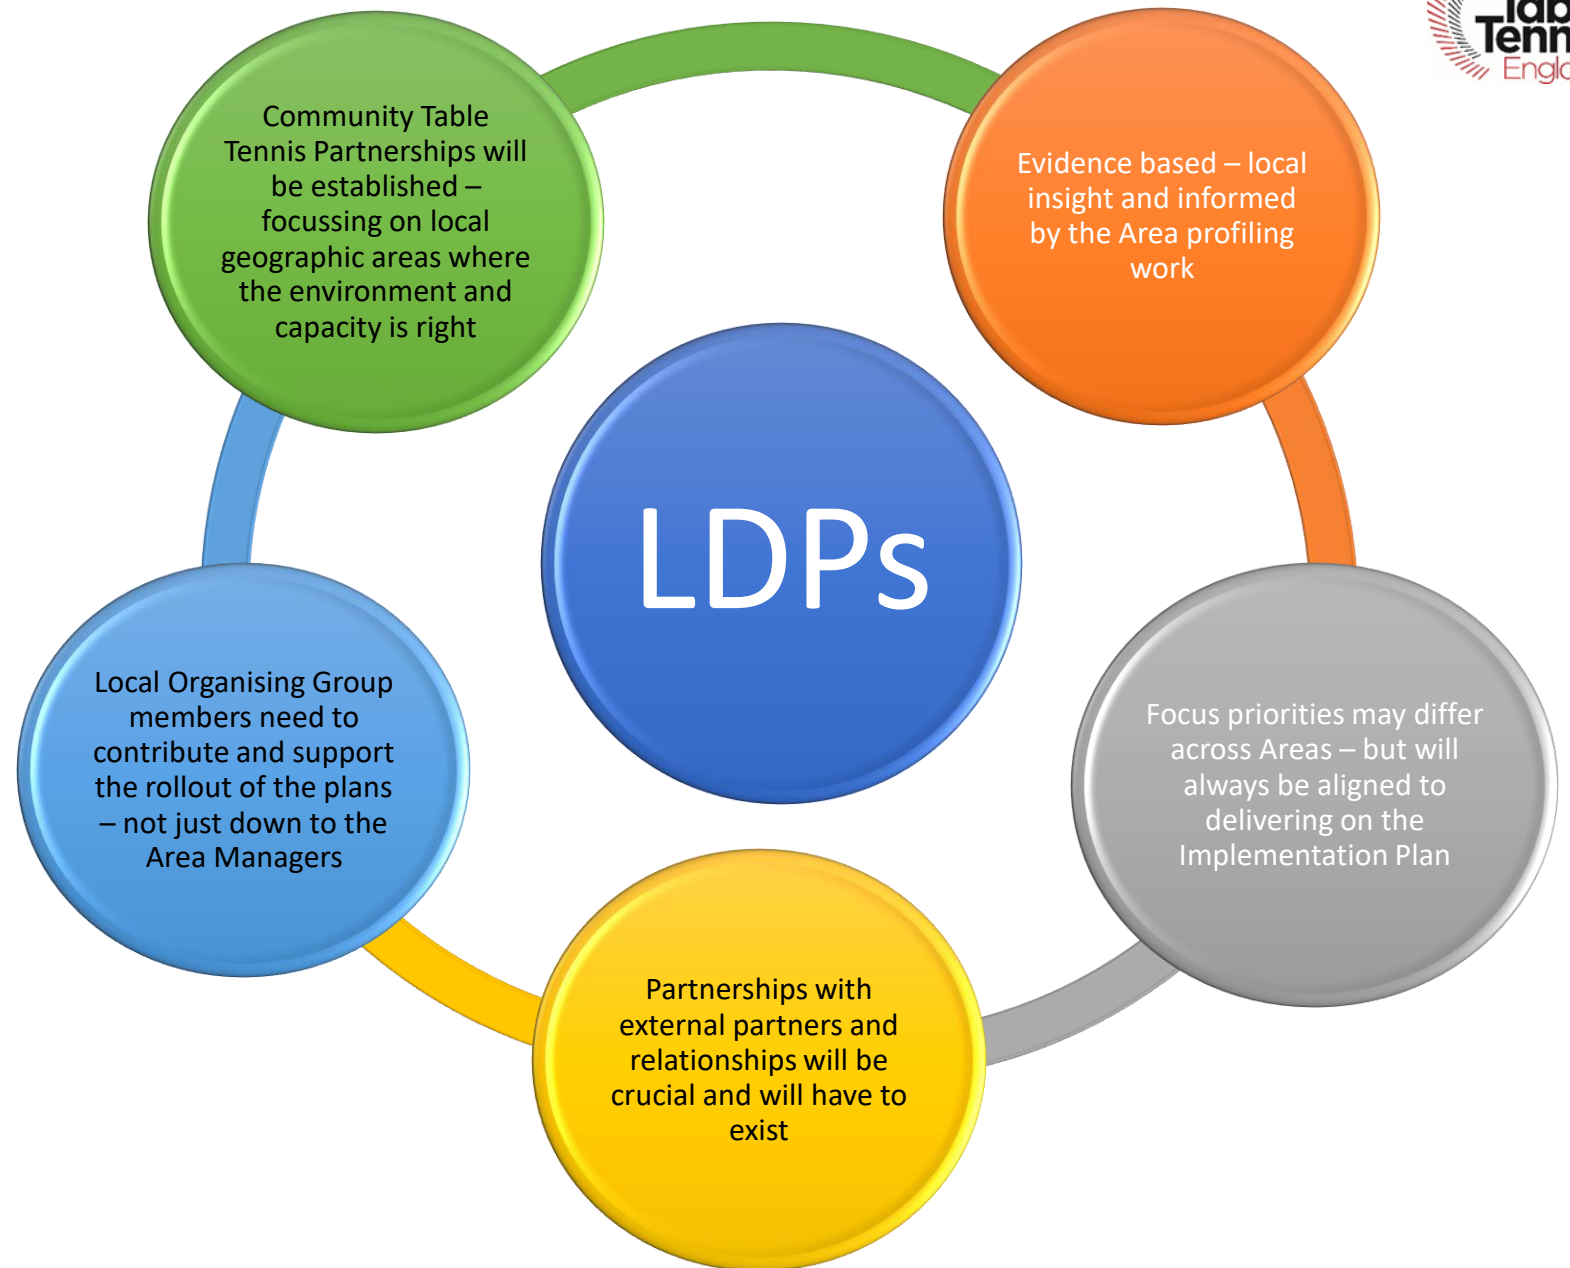 Tennis
England
Community Table
Tennis Partnerships will
be established –
focussing on local
geographic areas where
the environment and
capacity is right
Evidence based – local
insight and informed
by the Area profiling
work
LDPs
Local Organising Group
members need to
contribute and support
the rollout of the plans
– not just down to the
Area Managers
Focus priorities may differ
across Areas – but will
always be aligned to
delivering on the
Implementation Plan
Partnerships with
external partners and
relationships will be
crucial and will have to
exist